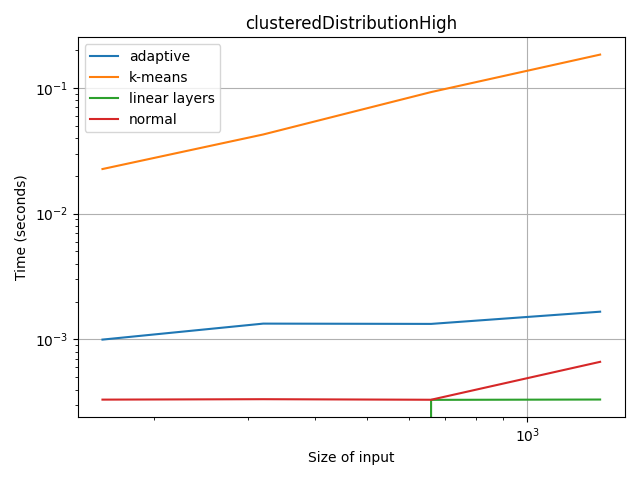 clusteredDistributionHigh
adaptive
k-means
linear layers
normal
Time (seconds)
10⁻¹
10⁻²
10⁻³
10³
Size of input